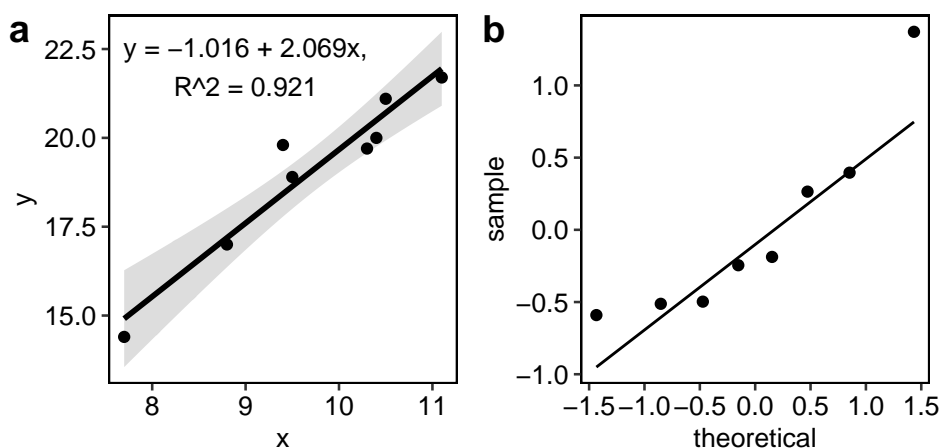 a
y = −1.016 + 2.069x,
R^2 = 0.921
22.5
20.0
17.5
15.0
y
8 9 10 11
x
b
1.0
0.5
0.0
−0.5
−1.0
sample
−1.5 −1.0 −0.5 0.0 0.5 1.0 1.5
theoretical